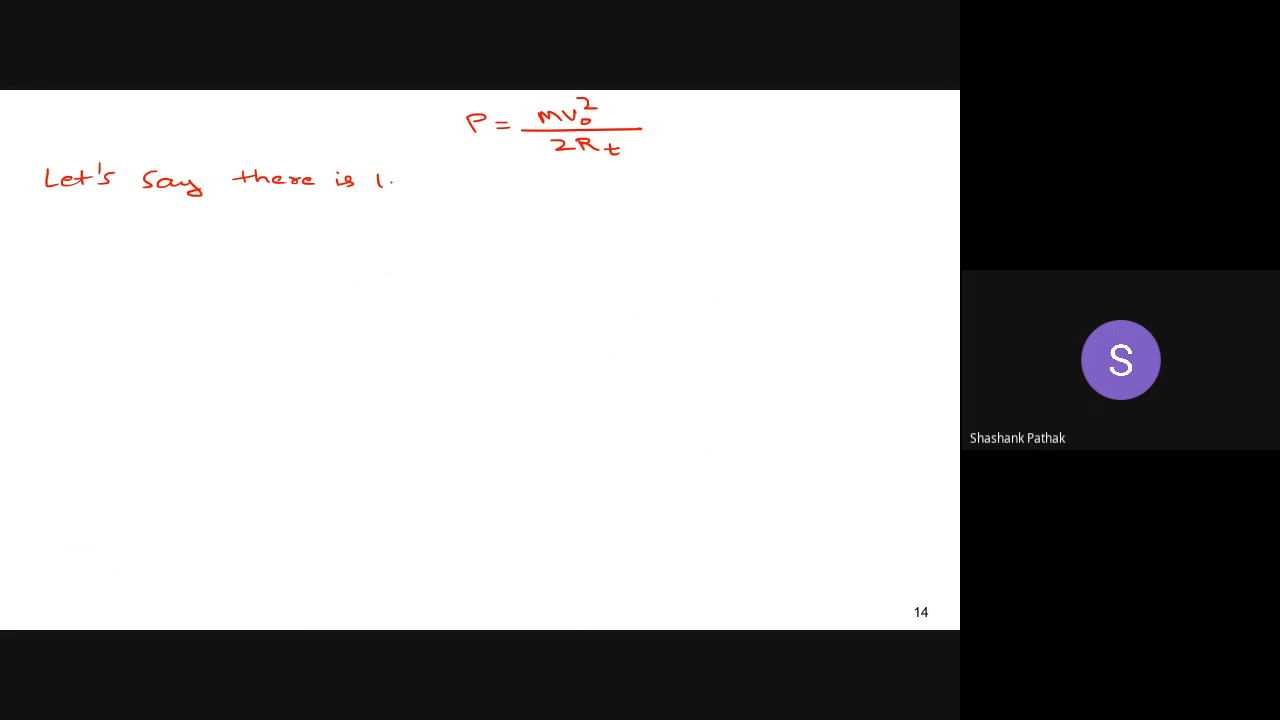 P = mv₀² / 2Rt
Let's say there is 1.
S
Shashank Pathak
14